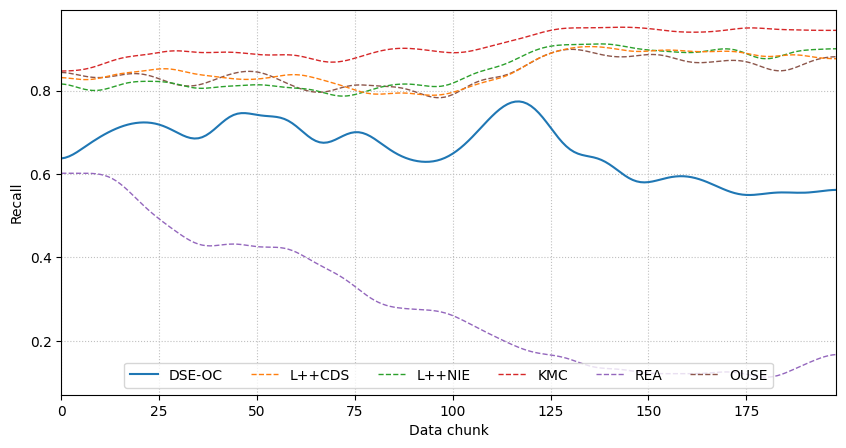 Recall
0.8
0.6
0.4
0.2
DSE-OC L++CDS L++NIE KMC REA OUSE
0 25 50 75 100 125 150 175
Data chunk